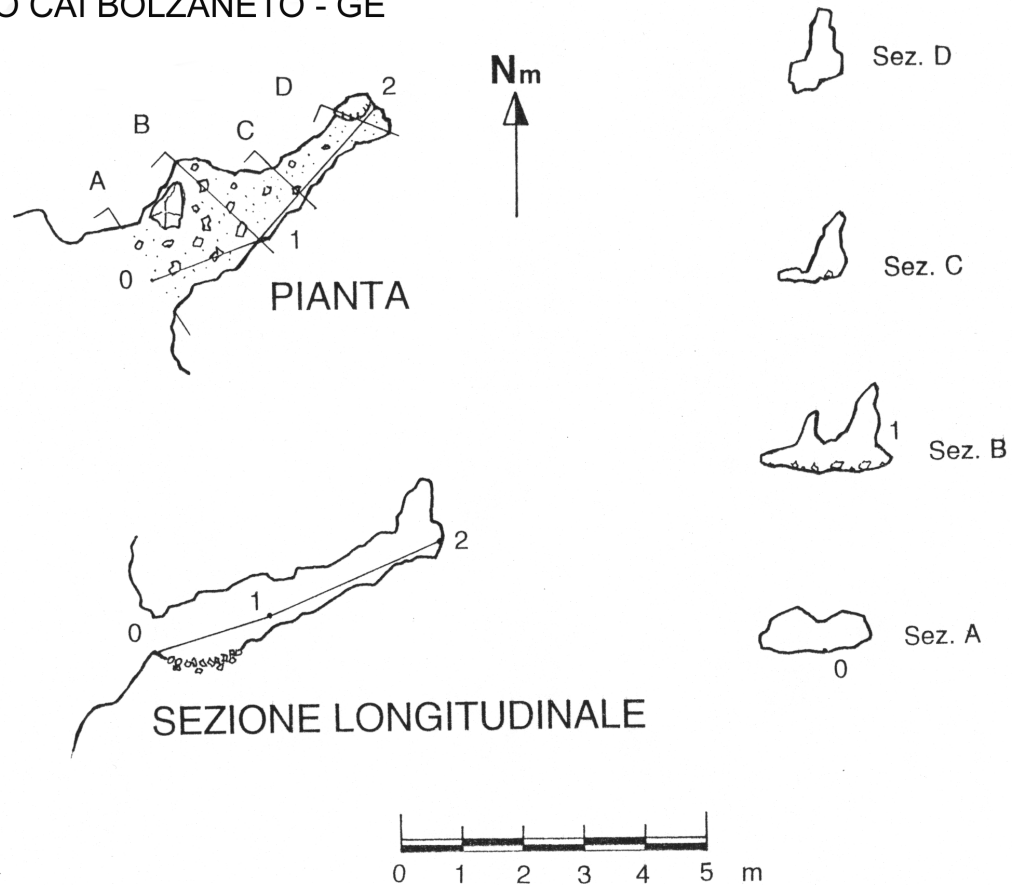 O CAI BOLZANETO - GE
D
2
B
C
A
1
0
PIANTA
Nm
Sez. D
Sez. C
1
Sez. B
Sez. A
0
2
1
0
SEZIONE LONGITUDINALE
0 1 2 3 4 5 m